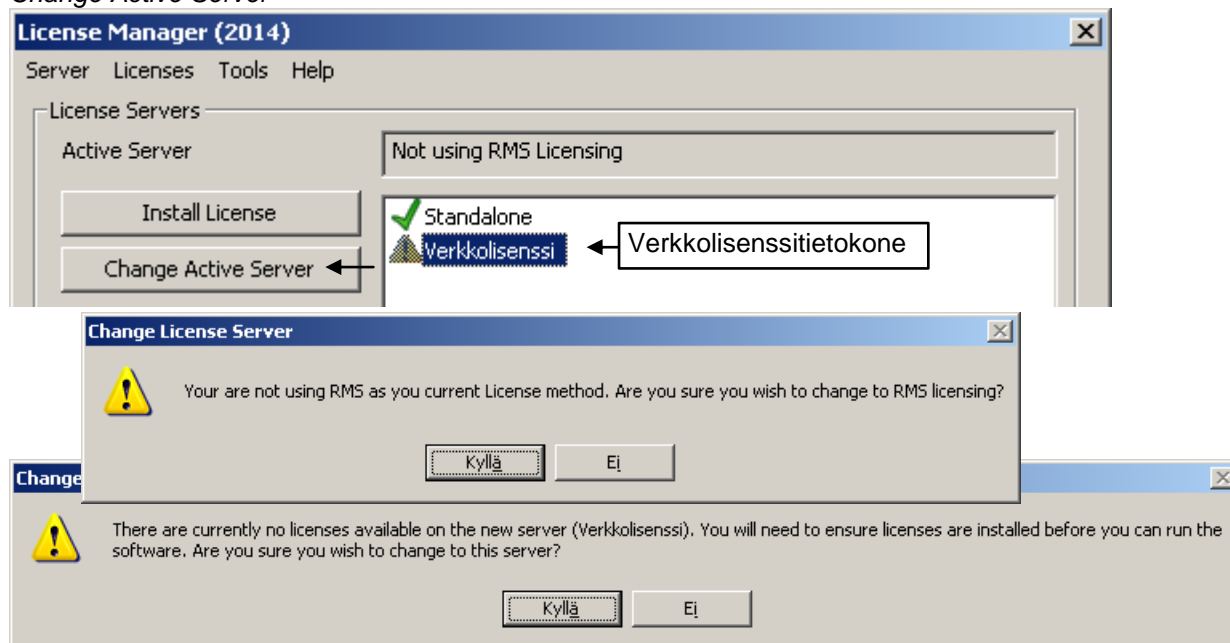 Change Active Server
License Manager (2014)
Server Licenses Tools Help
License Servers
Active Server
Not using RMS Licensing
Install License
Standalone
Verkkolisenssi
Verkkolisenssitietokone
Change Active Server
Change License Server
Your are not using RMS as you current License method. Are you sure you wish to change to RMS licensing?
Kyllä
Ei
Change
There are currently no licenses available on the new server (Verkkolisenssi). You will need to ensure licenses are installed before you can run the
software. Are you sure you wish to change to this server?
Kyllä
Ei